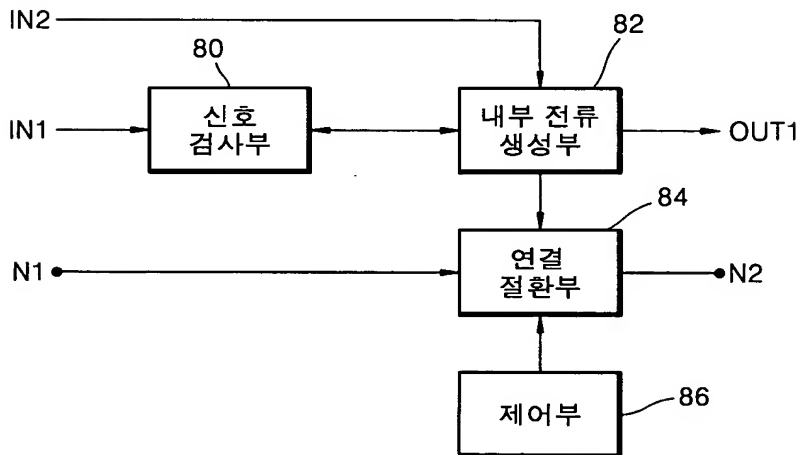 IN2
80
82
IN1
신호
검사부
내부 전류
생성부
OUT1
84
N1
연결
절환부
N2
제어부
86